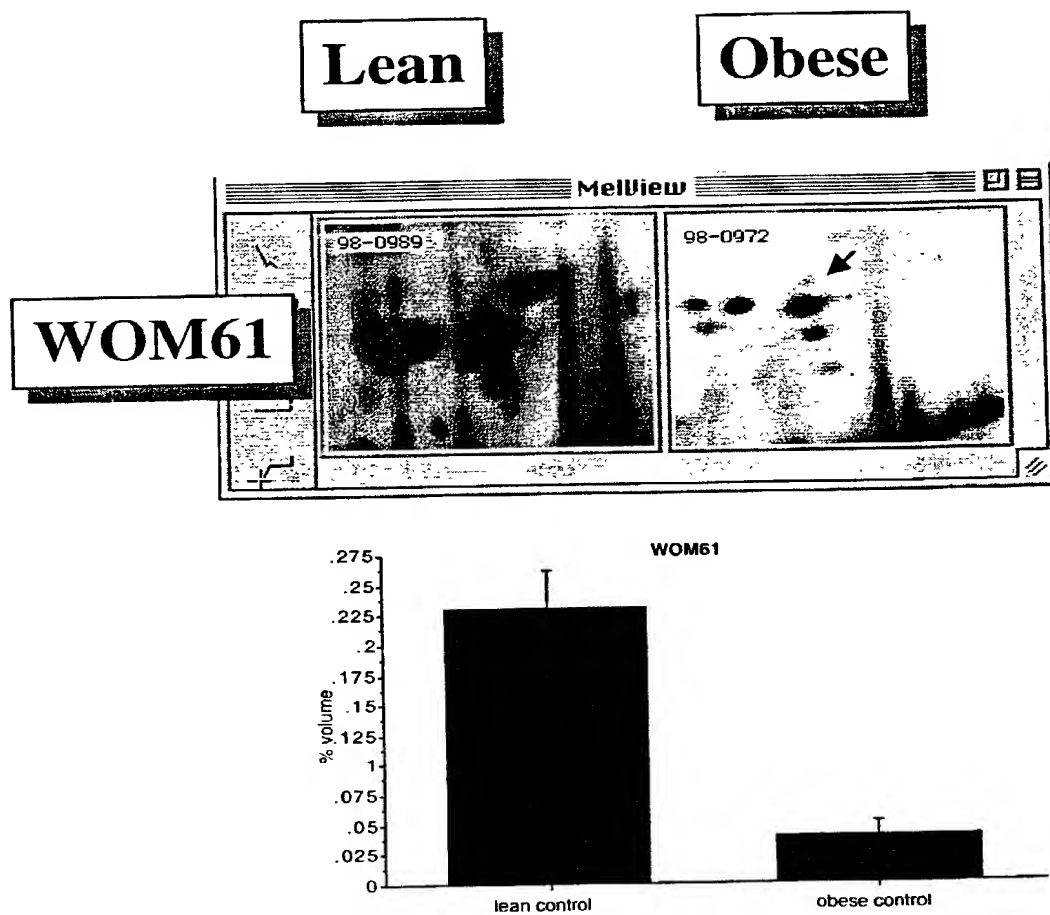 Lean
Obese
MelView
98-0989
98-0972
WOM61
WOM61
.275
.25
.225
.2
.175
.15
.125
1
.075
.05
.025
0
% volume
lean control
obese control